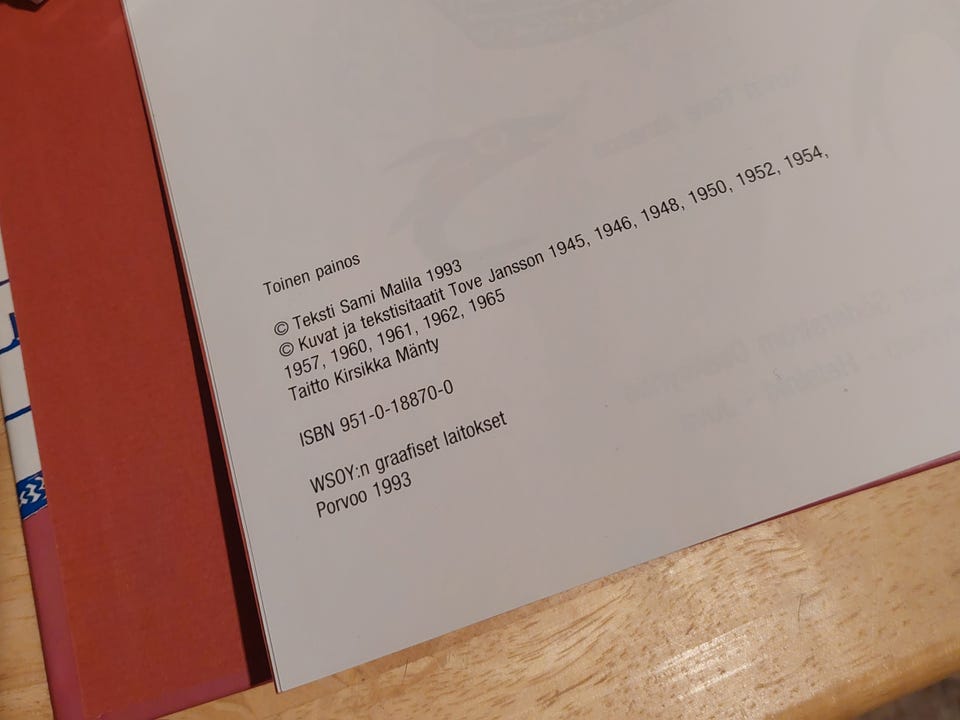 Toinen painos
© Teksti Sami Malila 1993
© Kuvat ja tekstisitaatit Tove Jansson 1945, 1946, 1948, 1950, 1952, 1954,
1957, 1960, 1961, 1962, 1965
Taitto Kirsikka Mänty
ISBN 951-0-18870-0
WSOY:n graafiset laitokset
Porvoo 1993